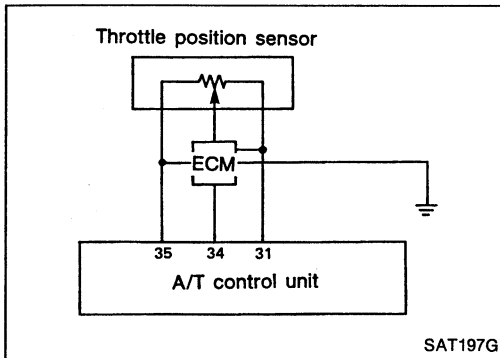 Throttle position sensor
ECM
35 34 31
A/T control unit
SAT197G